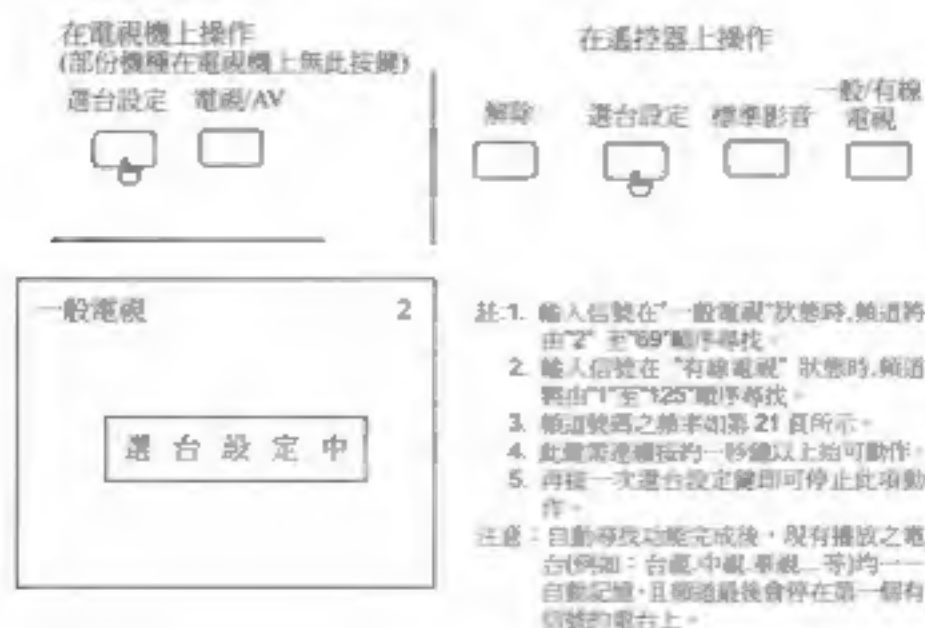 在電視機上操作
(部份機種在電視機上無此按鍵)
選台設定 電視/AV
在遙控器上操作
解除 選台設定 標準影音 一般/有線
電視
一般電視 2
選台設定中
註:1. 輸入信號在"一般電視"狀態時,頻道將
由"2" 至"69"順序尋找。
2. 輸入信號在 "有線電視" 狀態時,頻道
將由"1"至"125"順序尋找。
3. 頻道號碼之頻率如第 21 頁所示。
4. 此鍵需連續按約一秒鐘以上始可動作。
5. 再按一次選台設定鍵即可停止此項動
作。
注意:自動尋找功能完成後,現有播放之電
台(例如:台視.中視.華視...等)均一一
自動記憶,且頻道最後會停在第一個有
信號的電台上。